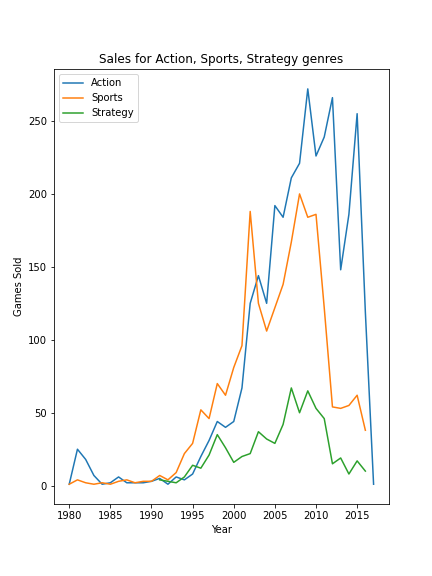 Sales for Action, Sports, Strategy genres
Action
Sports
Strategy
250
200
150
100
50
0
Games Sold
1980 1985 1990 1995 2000 2005 2010 2015
Year